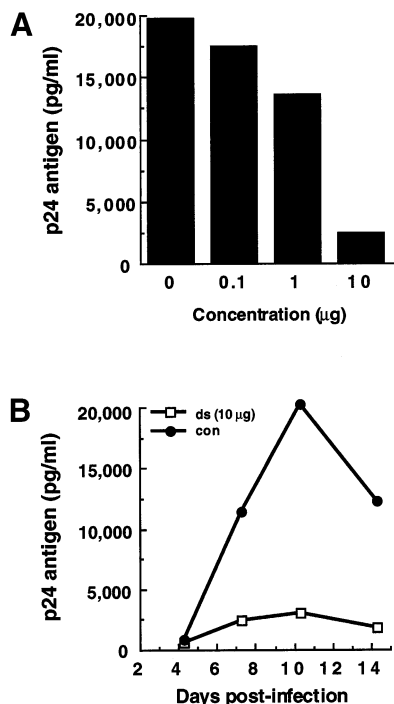 A
20,000
15,000
10,000
5,000
0
p24 antigen (pg/ml)
0 0.1 1 10
Concentration (μg)
B
ds (10 μg)
con
20,000
15,000
10,000
5,000
0
p24 antigen (pg/ml)
2 4 6 8 10 12 14
Days post-infection